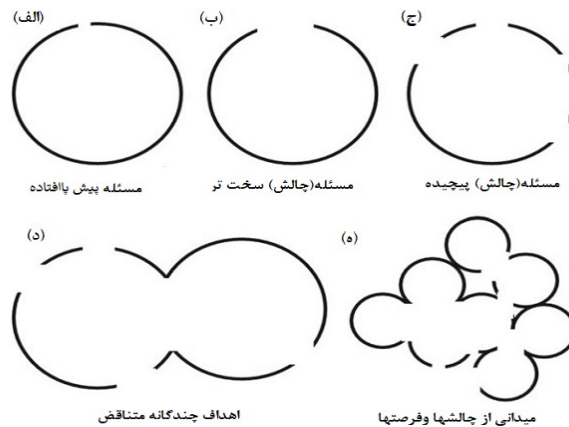 (الف)
(ب)
(ج)
مسئله پیش پاافتاده
مسئله(چالش) سخت تر
مسئله(چالش) پیچیده
(د)
(ه)
اهداف چندگانه متناقض
میدانی از چالشها وفرصتها